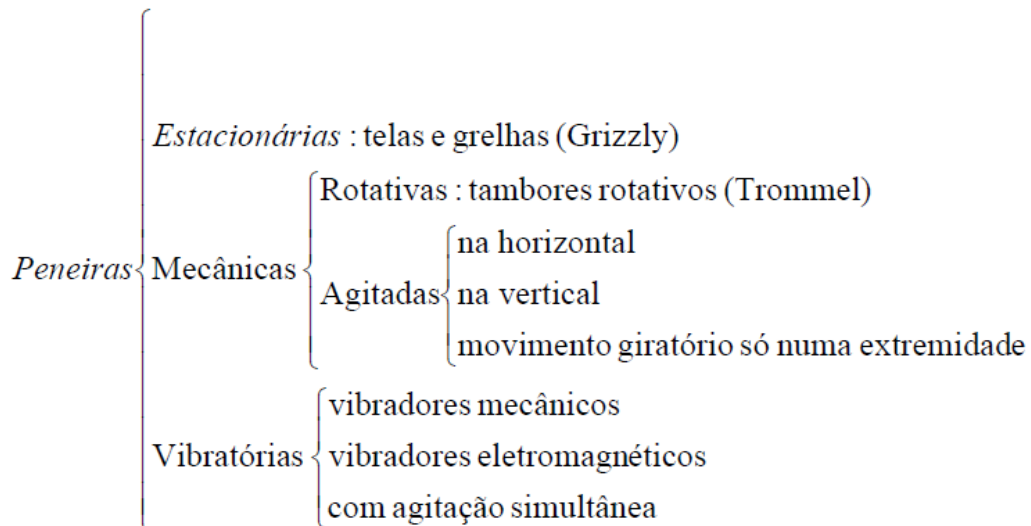 Estacionárias : telas e grelhas (Grizzly)
Rotativas : tambores rotativos (Trommel)
na horizontal
Peneiras Mecânicas
Agitadas na vertical
movimento giratório só numa extremidade
vibradores mecânicos
Vibratórias vibradores eletromagnéticos
com agitação simultânea